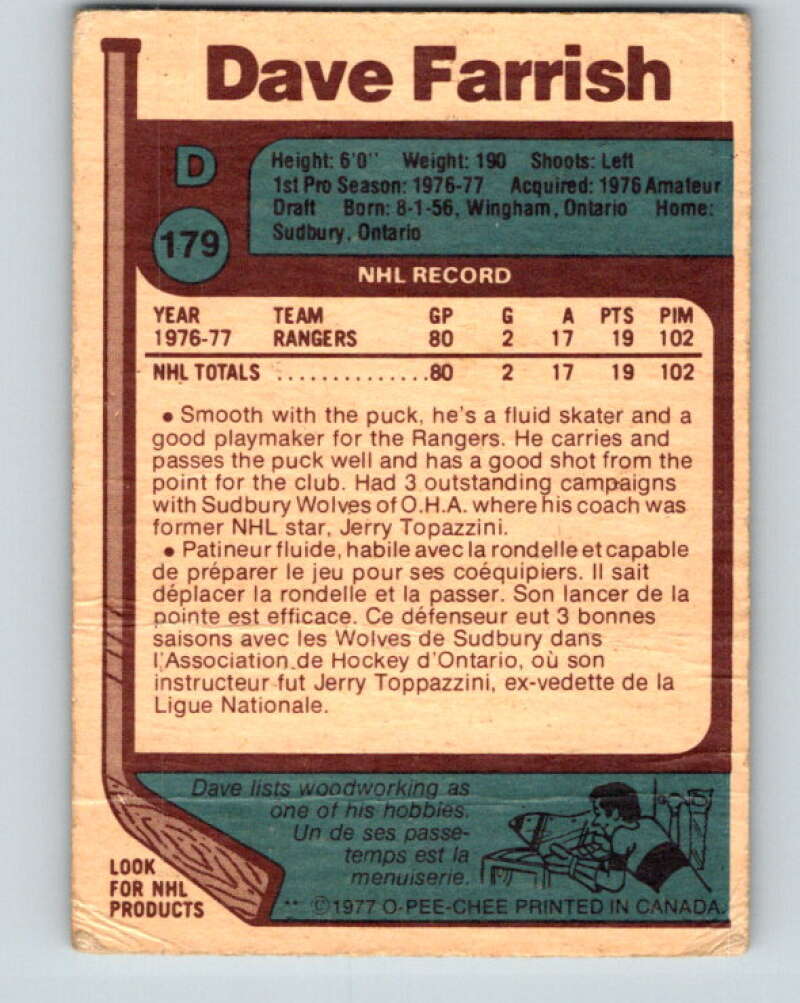 Dave Farrish
D
179
Height: 6'0" Weight: 190 Shoots: Left
1st Pro Season: 1976-77 Acquired: 1976 Amateur
Draft Born: 8-1-56, Wingham, Ontario Home:
Sudbury, Ontario
NHL RECORD
YEAR TEAM GP G A PTS PIM
1976-77 RANGERS 80 2 17 19 102
NHL TOTALS ...............80 2 17 19 102
• Smooth with the puck, he's a fluid skater and a
good playmaker for the Rangers. He carries and
passes the puck well and has a good shot from the
point for the club. Had 3 outstanding campaigns
with Sudbury Wolves of O.H.A. where his coach was
former NHL star, Jerry Topazzini.
• Patineur fluide, habile avec la rondelle et capable
de préparer le jeu pour ses coéquipiers. Il sait
déplacer la rondelle et la passer. Son lancer de la
pointe est efficace. Ce défenseur eut 3 bonnes
saisons avec les Wolves de Sudbury dans
l'Association de Hockey d'Ontario, où son
instructeur fut Jerry Toppazzini, ex-vedette de la
Ligue Nationale.
Dave lists woodworking as
one of his hobbies.
Un de ses passe-
temps est la
menuiserie.
LOOK
FOR NHL
PRODUCTS
** ©1977 O-PEE-CHEE PRINTED IN CANADA